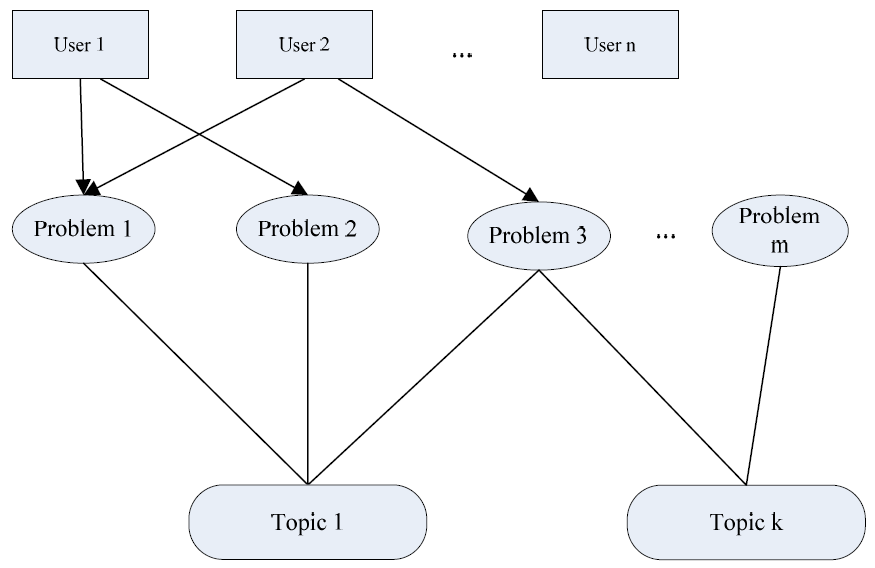 User 1
User 2
...
User n
Problem 1
Problem 2
Problem 3
...
Problem
m
Topic 1
Topic k